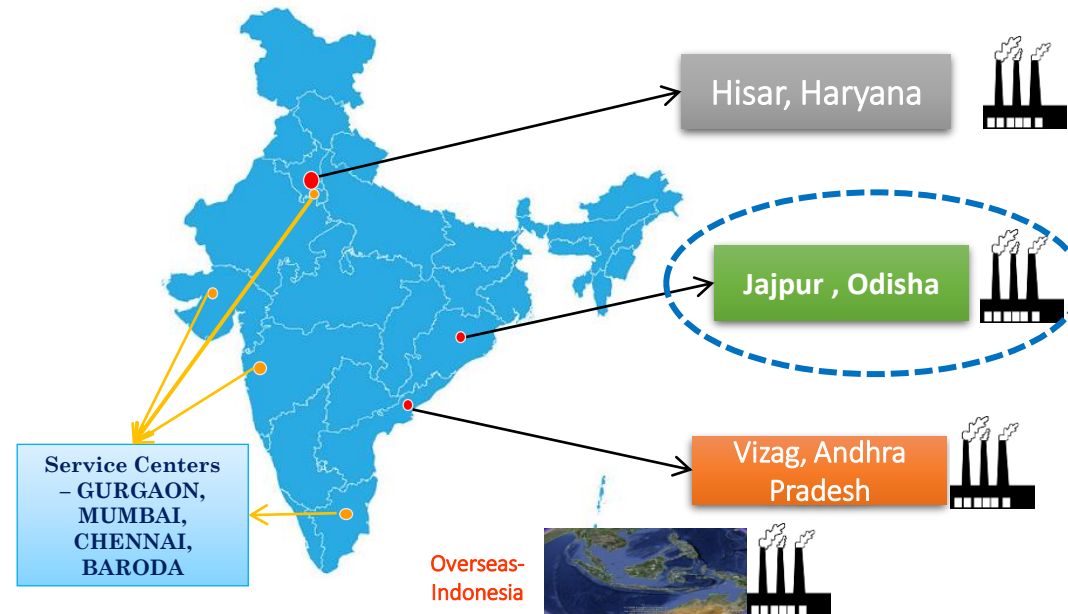 Hisar, Haryana
Jajpur , Odisha
Vizag, Andhra
Pradesh
Service Centers
– GURGAON,
MUMBAI,
CHENNAI,
BARODA
Overseas-
Indonesia